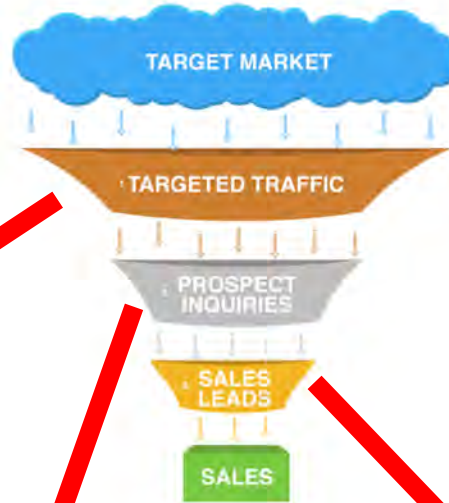 TARGET MARKET
TARGETED TRAFFIC
PROSPECT
INQUIRIES
SALES
LEADS
SALES